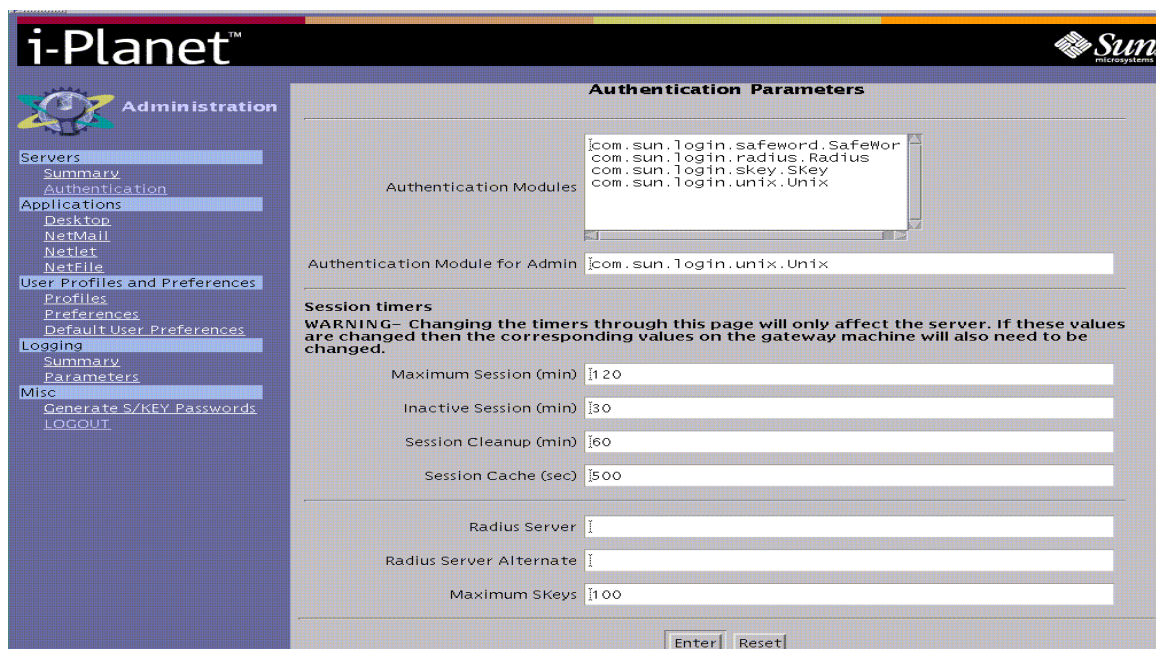 i-Planet™
Sun
microsystems
Administration
Servers
Summary
Authentication
Applications
Desktop
NetMail
Netlet
NetFile
User Profiles and Preferences
Profiles
Preferences
Default User Preferences
Logging
Summary
Parameters
Misc
Generate S/KEY Passwords
LOGOUT
Authentication Parameters
Authentication Modules
com.sun.login.safeword.SafeWor
com.sun.login.radius.Radius
com.sun.login.skey.SKey
com.sun.login.unix.Unix
Authentication Module for Admin com.sun.login.unix.Unix
Session timers
WARNING- Changing the timers through this page will only affect the server. If these values
are changed then the corresponding values on the gateway machine will also need to be
changed.
Maximum Session (min) 120
Inactive Session (min) 30
Session Cleanup (min) 60
Session Cache (sec) 500
Radius Server
Radius Server Alternate
Maximum SKeys 100
Enter Reset